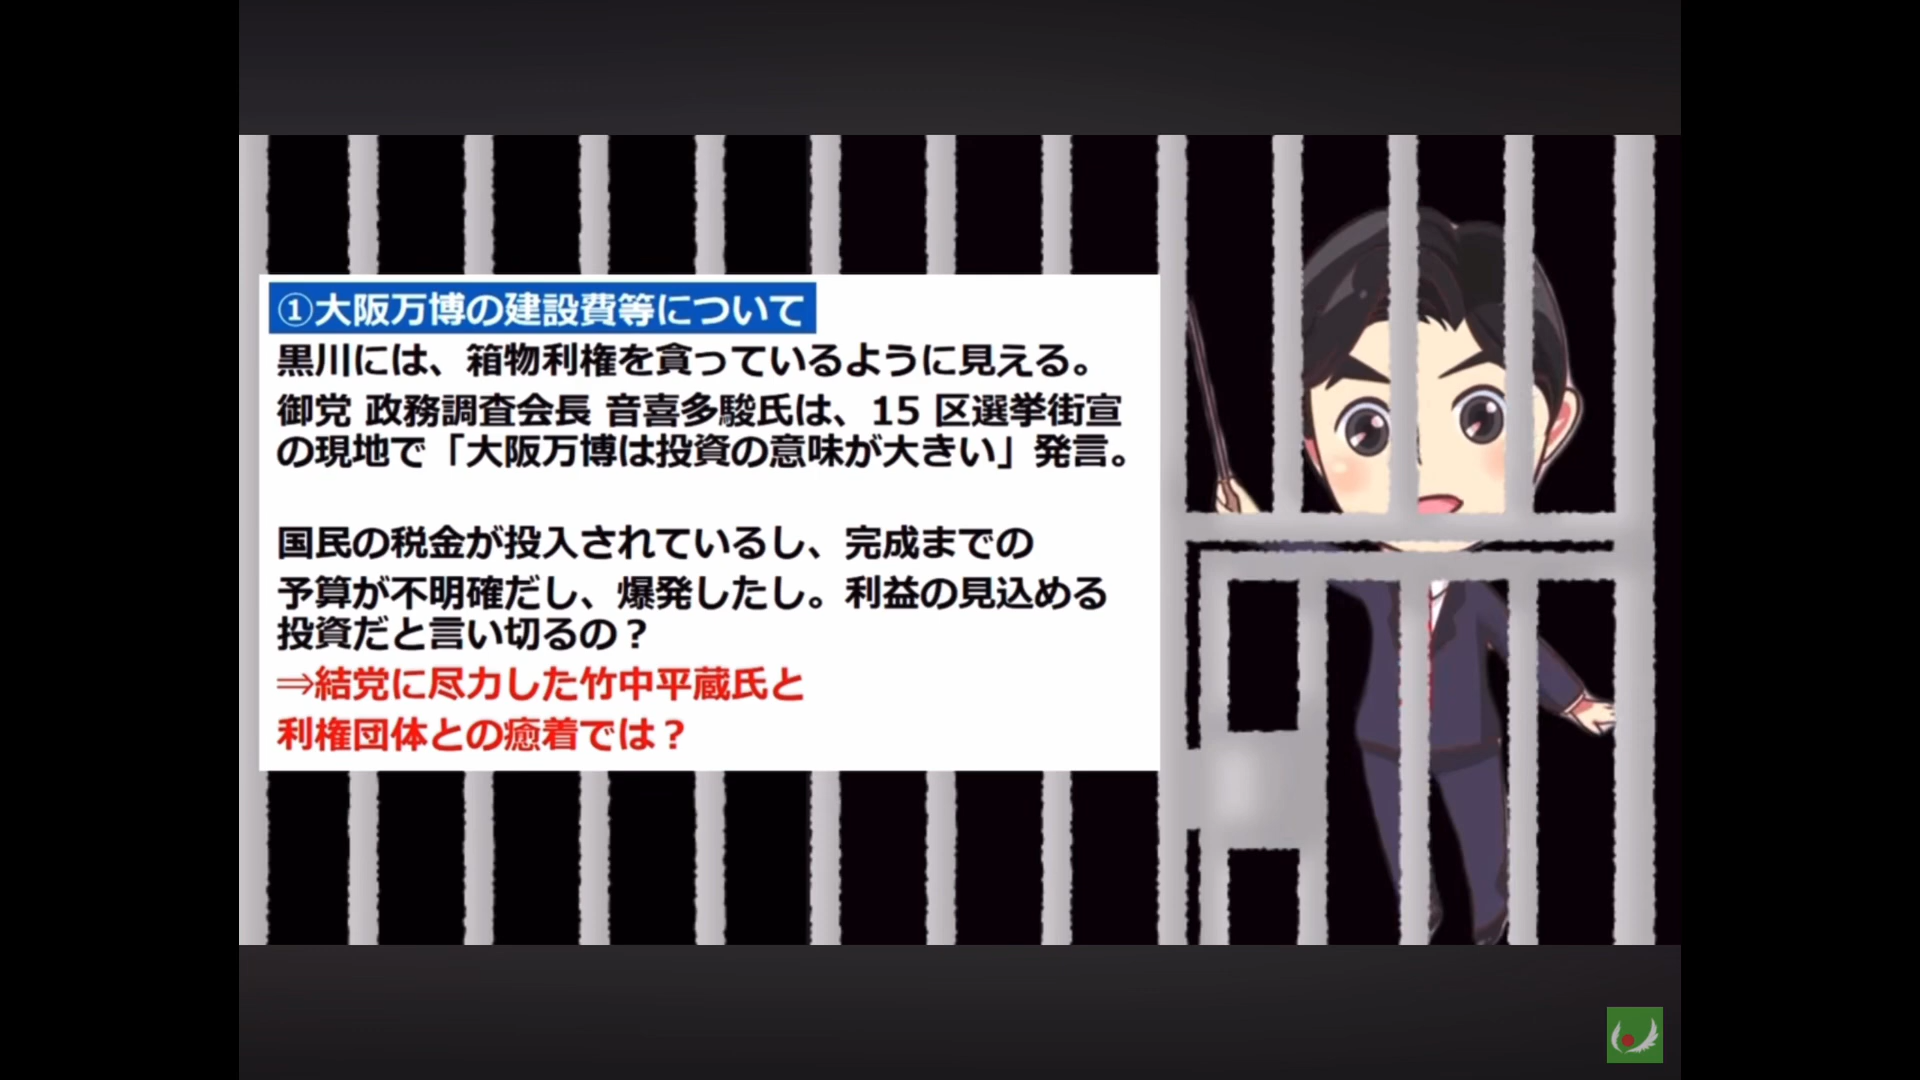 ①大阪万博の建設費等について
黒川には、箱物利権を貪っているように見える。
御党 政務調査会長 音喜多駿氏は、15 区選挙街宣
の現地で「大阪万博は投資の意味が大きい」発言。
国民の税金が投入されているし、完成までの
予算が不明確だし、爆発したし。利益の見込める
投資だと言い切るの？
⇒結党に尽力した竹中平蔵氏と
利権団体との癒着では？